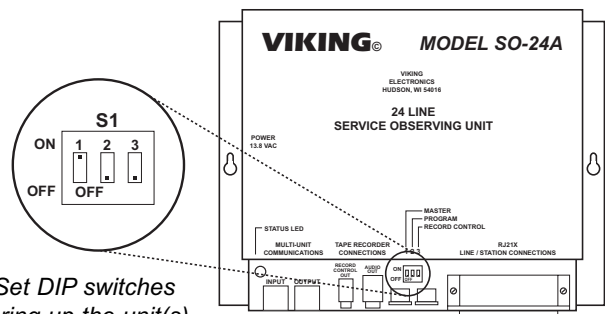 VIKING©
MODEL SO-24A
VIKING
ELECTRONICS
HUDSON, WI 54016
24 LINE
SERVICE OBSERVING UNIT
POWER
13.8 VAC
S1
ON
1 2 3
OFF
OFF
MASTER
PROGRAM
RECORD CONTROL
STATUS LED
MULTI-UNIT
COMMUNICATIONS
TAPE RECORDER
CONNECTIONS
1 2 3
RJ21X
LINE / STATION CONNECTIONS
INPUT OUTPUT
RECORD
CONTROL
OUT
AUDIO
OUT
ON
OFF
OFF
Set DIP switches
ring up the unit(s)